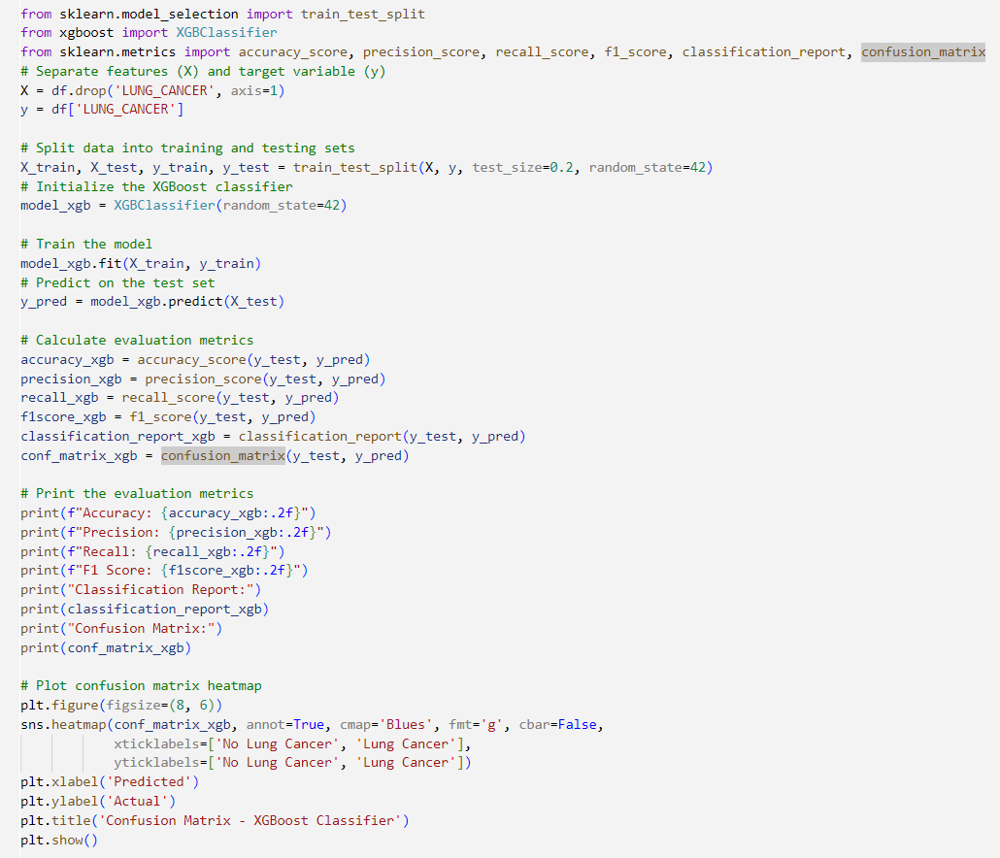 from sklearn.model_selection import train_test_split
from xgboost import XGBClassifier
from sklearn.metrics import accuracy_score, precision_score, recall_score, f1_score, classification_report, confusion_matrix
# Separate features (X) and target variable (y)
X = df.drop('LUNG_CANCER', axis=1)
y = df['LUNG_CANCER']

# Split data into training and testing sets
X_train, X_test, y_train, y_test = train_test_split(X, y, test_size=0.2, random_state=42)
# Initialize the XGBoost classifier
model_xgb = XGBClassifier(random_state=42)

# Train the model
model_xgb.fit(X_train, y_train)
# Predict on the test set
y_pred = model_xgb.predict(X_test)

# Calculate evaluation metrics
accuracy_xgb = accuracy_score(y_test, y_pred)
precision_xgb = precision_score(y_test, y_pred)
recall_xgb = recall_score(y_test, y_pred)
f1score_xgb = f1_score(y_test, y_pred)
classification_report_xgb = classification_report(y_test, y_pred)
conf_matrix_xgb = confusion_matrix(y_test, y_pred)

# Print the evaluation metrics
print(f"Accuracy: {accuracy_xgb:.2f}")
print(f"Precision: {precision_xgb:.2f}")
print(f"Recall: {recall_xgb:.2f}")
print(f"F1 Score: {f1score_xgb:.2f}")
print("Classification Report:")
print(classification_report_xgb)
print("Confusion Matrix:")
print(conf_matrix_xgb)

# Plot confusion matrix heatmap
plt.figure(figsize=(8, 6))
sns.heatmap(conf_matrix_xgb, annot=True, cmap='Blues', fmt='g', cbar=False,
            xticklabels=['No Lung Cancer', 'Lung Cancer'],
            yticklabels=['No Lung Cancer', 'Lung Cancer'])
plt.xlabel('Predicted')
plt.ylabel('Actual')
plt.title('Confusion Matrix - XGBoost Classifier')
plt.show()